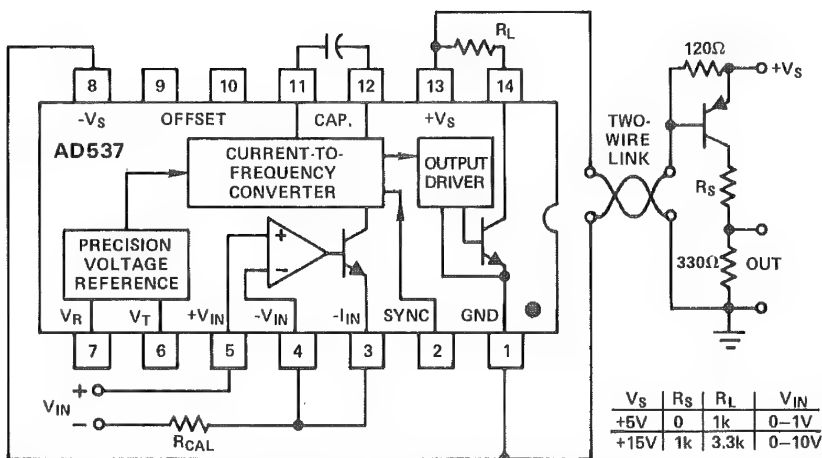 R_L
120Ω
+V_S
8 9 10 11 12 13 14
-V_S OFFSET CAP. +V_S
TWO-
WIRE
LINK
AD537
CURRENT-TO-
FREQUENCY
CONVERTER
OUTPUT
DRIVER
R_S
+
-
PRECISION
VOLTAGE
REFERENCE
330Ω OUT
V_R V_T +V_IN -V_IN -I_IN SYNC GND
7 6 5 4 3 2 1
+
V_IN
-
R_CAL
V_S R_S R_L V_IN
+5V 0 1k 0-1V
+15V 1k 3.3k 0-10V